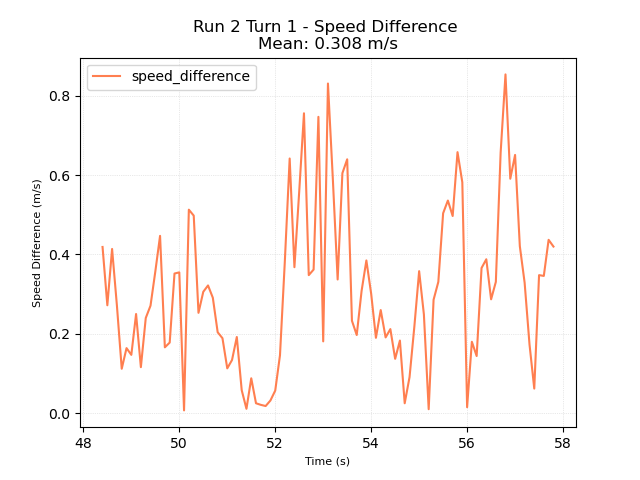 Run 2 Turn 1 - Speed Difference
Mean: 0.308 m/s
speed_difference
Speed Difference (m/s)
0.8
0.6
0.4
0.2
0.0
48
50
52
54
56
58
Time (s)